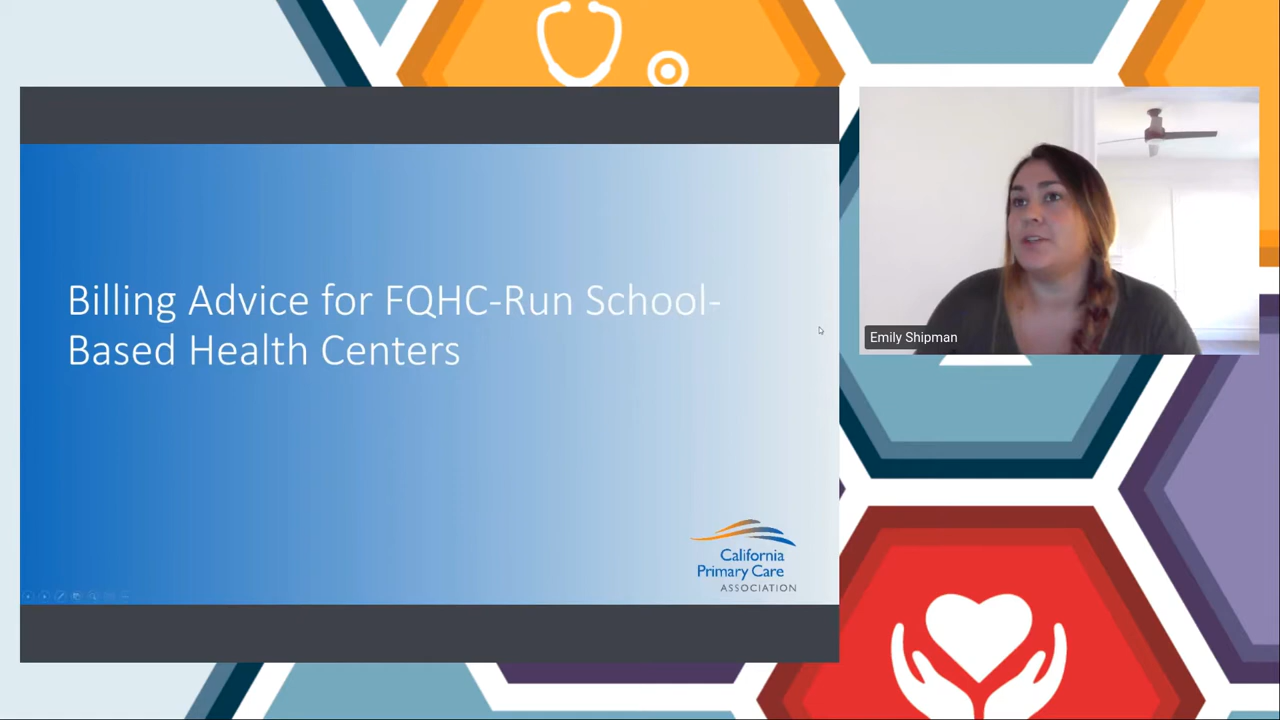 Billing Advice for FQHC-Run School-
Based Health Centers
California
Primary Care
ASSOCIATION
Emily Shipman